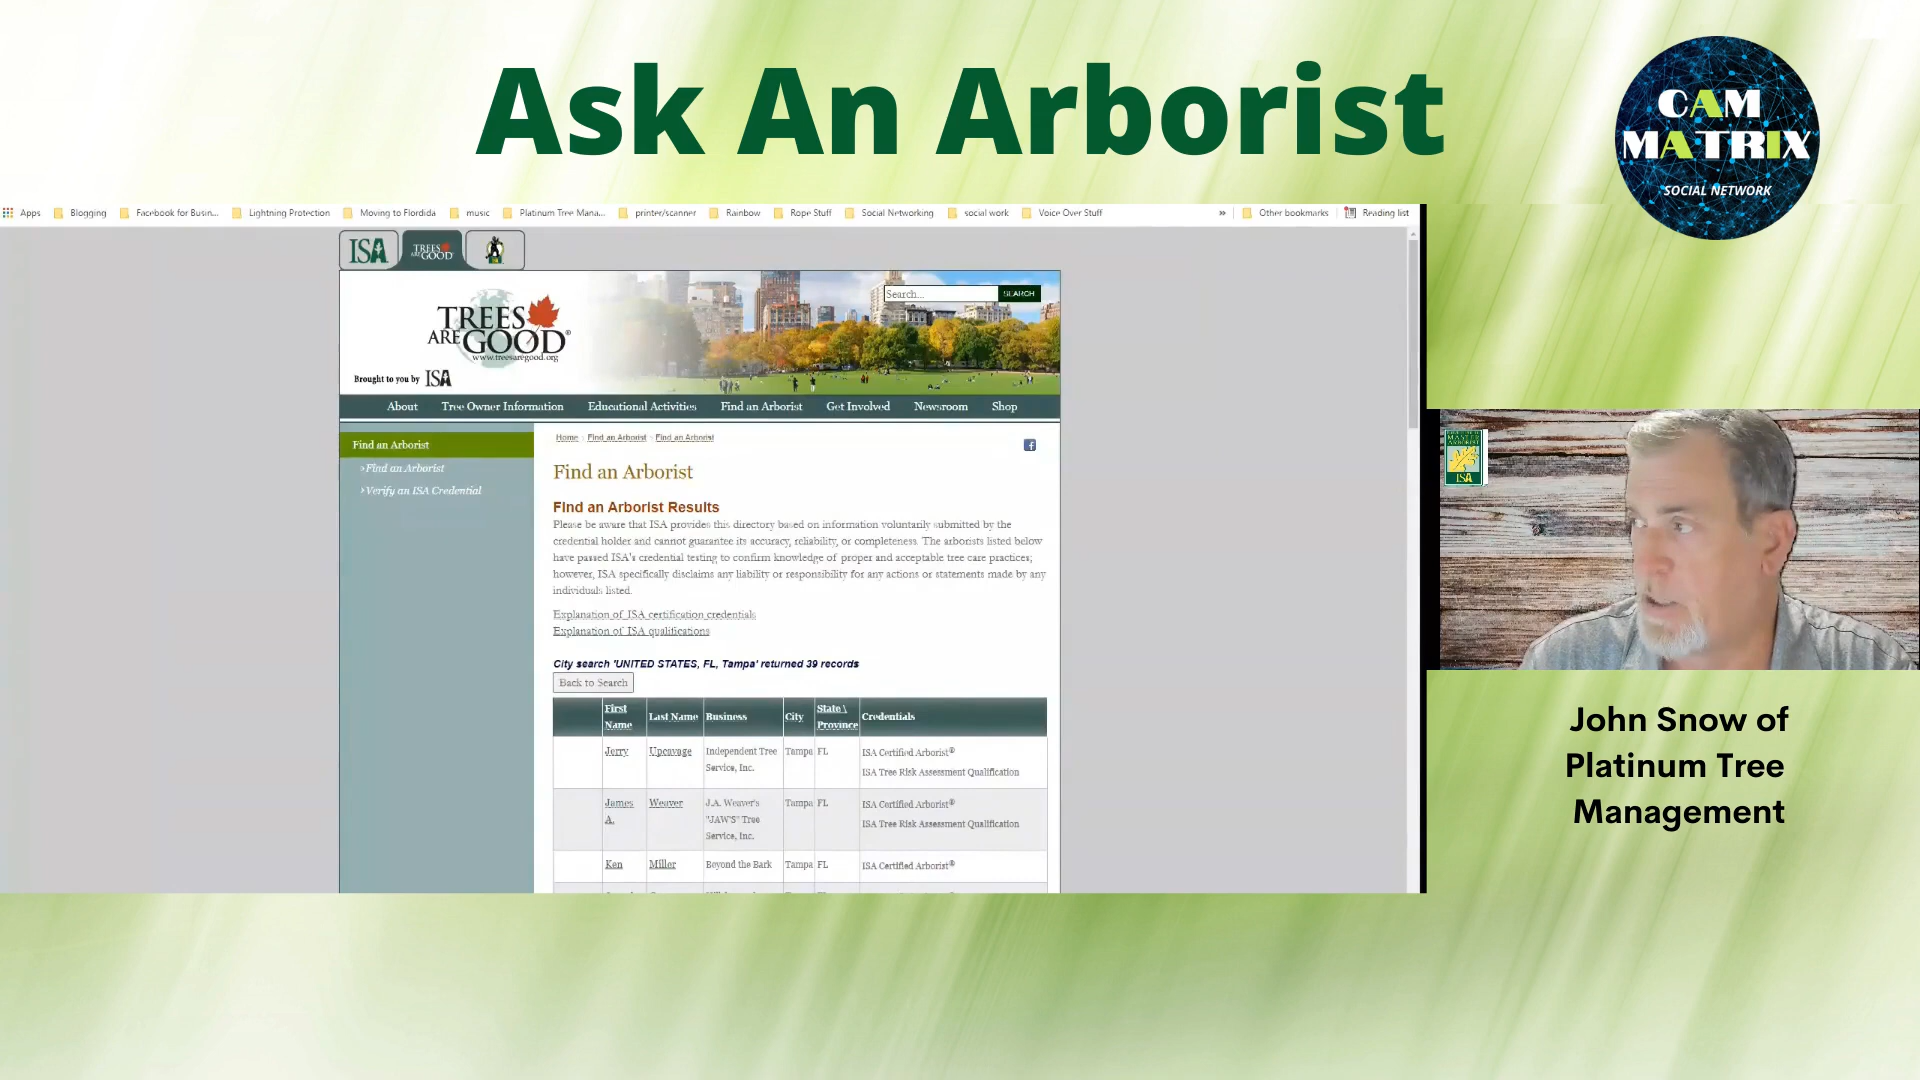 Ask An Arborist
CAM
MATRIX
SOCIAL NETWORK
Apps Blogging Facebook for Busin... Lightning Protection Moving to Flordida music Platinum Tree Mana... printer/scanner Rainbow Rope Stuff Social Networking social work Voice Over Stuff » Other bookmarks Reading list
ISA TREES ARE GOOD
Search... SEARCH
TREES
ARE GOOD®
www.treesaregood.org
Brought to you by ISA
About Tree Owner Information Educational Activities Find an Arborist Get Involved Newsroom Shop
Find an Arborist
›Find an Arborist
›Verify an ISA Credential
Home › Find an Arborist › Find an Arborist
Find an Arborist
Find an Arborist Results
Please be aware that ISA provides this directory based on information voluntarily submitted by the
credential holder and cannot guarantee its accuracy, reliability, or completeness. The arborists listed below
have passed ISA's credential testing to confirm knowledge of proper and acceptable tree care practices;
however, ISA specifically disclaims any liability or responsibility for any actions or statements made by any
individuals listed.
Explanation of ISA certification credentials
Explanation of ISA qualifications
City search 'UNITED STATES, FL, Tampa' returned 39 records
Back to Search
First Name Last Name Business City State \ Province Credentials
Jerry Upcavage Independent Tree Service, Inc. Tampa FL ISA Certified Arborist®
ISA Tree Risk Assessment Qualification
James A. Weaver J.A. Weaver's "JAW'S" Tree Service, Inc. Tampa FL ISA Certified Arborist®
ISA Tree Risk Assessment Qualification
Ken Miller Beyond the Bark Tampa FL ISA Certified Arborist®
MASTER
ARBORIST
ISA
John Snow of
Platinum Tree
Management